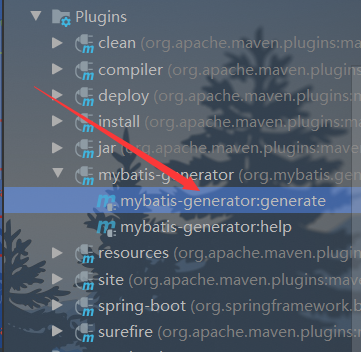 Plugins
clean (org.apache.maven.plugins:ma
compiler (org.apache.maven.plugins
deploy (org.apache.maven.plugins:m
install (org.apache.maven.plugins:m
jar (org.apache.maven.plugins:mave
mybatis-generator (org.mybatis.gen
mybatis-generator:generate
mybatis-generator:help
resources (org.apache.maven.plugin
site (org.apache.maven.plugins:mav
spring-boot (org.springframework.b
surefire (org.apache.maven.plugins: